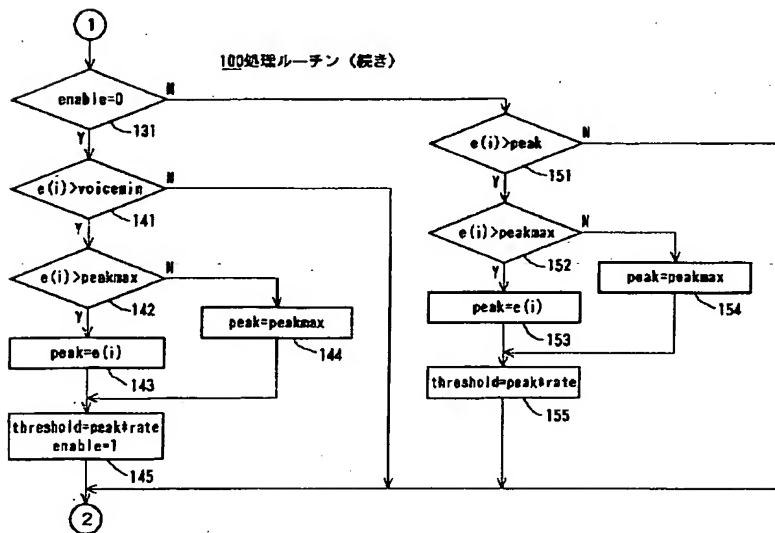 1
100処理ルーチン（続き）
enable=0
N
131
Y
e(i)>peak
N
151
Y
e(i)>voicemin
N
141
Y
e(i)>peakmax
N
152
Y
e(i)>peakmax
N
142
Y
peak=peakmax
154
peak=e(i)
153
peak=peakmax
144
peak=e(i)
143
threshold=peak*rate
155
threshold=peak*rate
enable=1
145
2